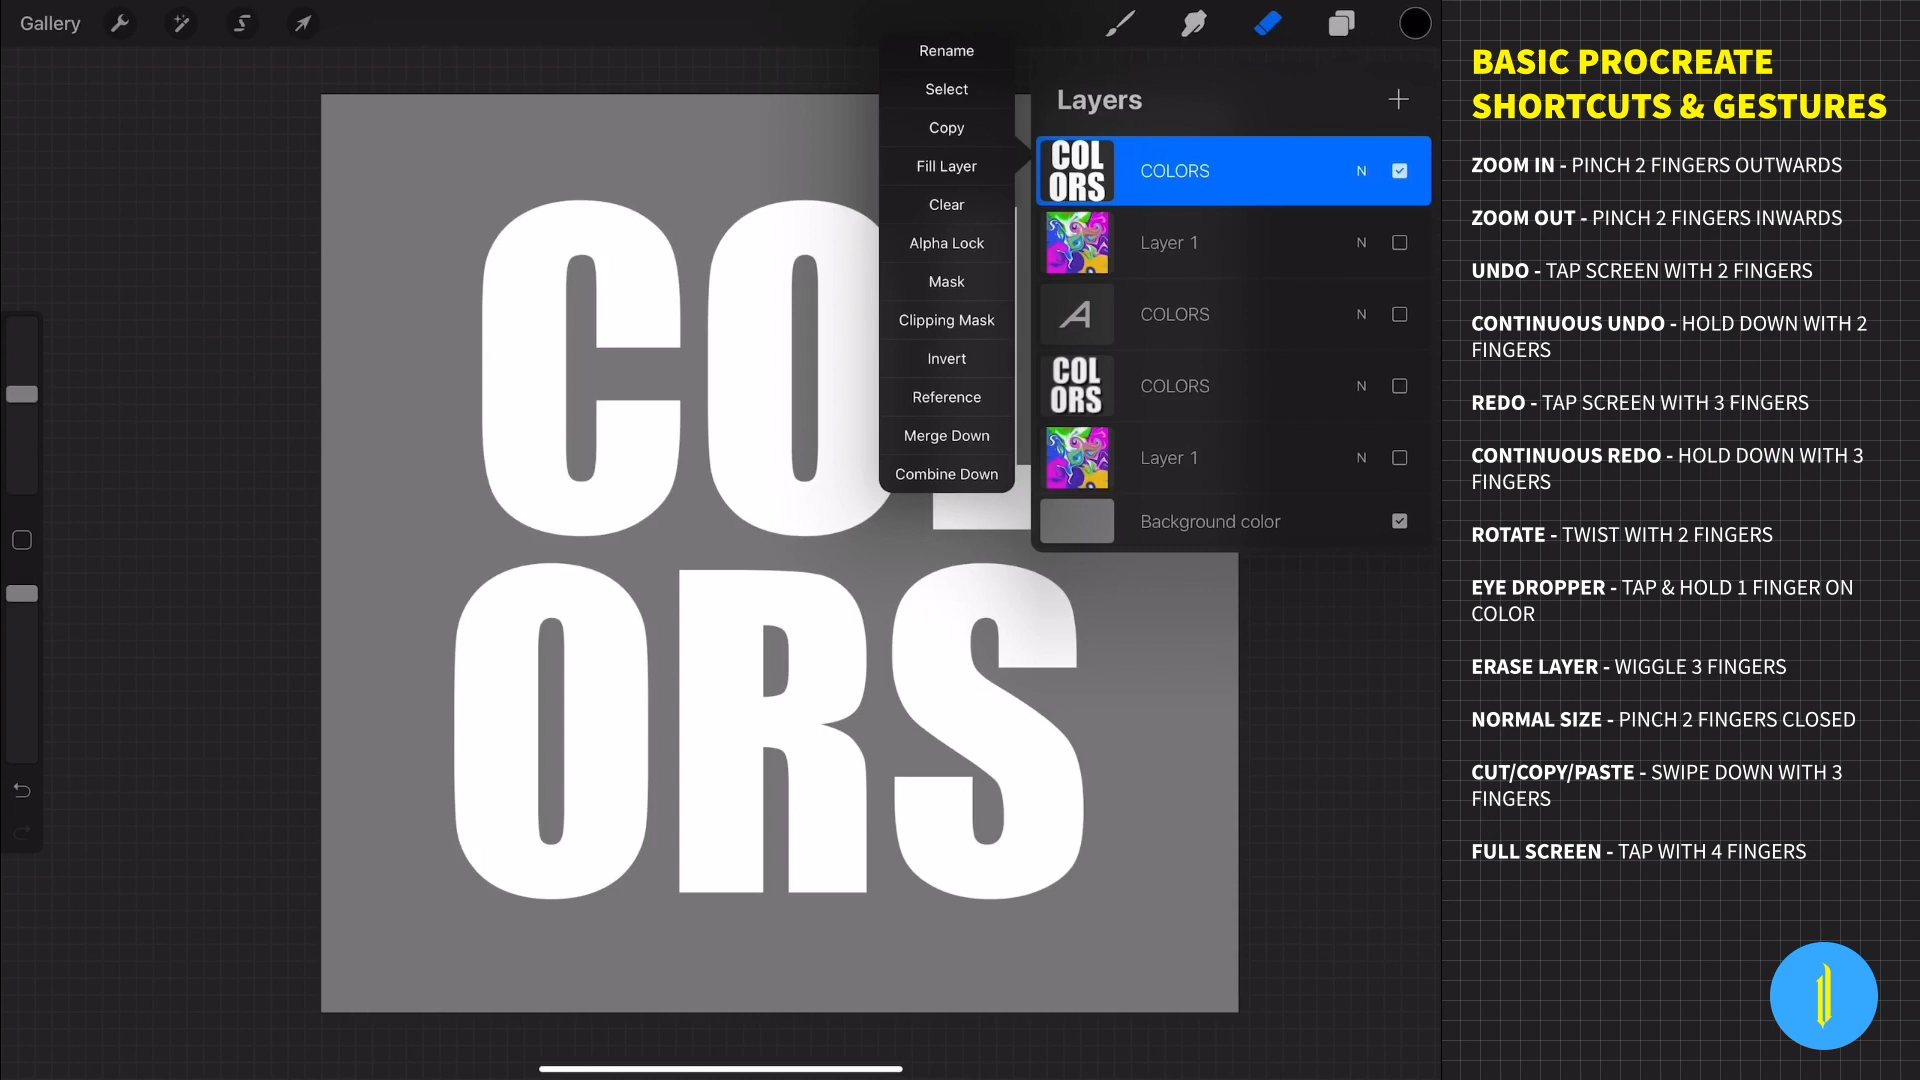 Gallery
Rename
Select
Copy
Fill Layer
Clear
Alpha Lock
Mask
Clipping Mask
Invert
Reference
Merge Down
Combine Down
Layers
COL
ORS
COLORS N
Layer 1 N
A
COLORS N
COL
ORS
COLORS N
Layer 1 N
Background color
CO
ORS
BASIC PROCREATE
SHORTCUTS & GESTURES
ZOOM IN - PINCH 2 FINGERS OUTWARDS
ZOOM OUT - PINCH 2 FINGERS INWARDS
UNDO - TAP SCREEN WITH 2 FINGERS
CONTINUOUS UNDO - HOLD DOWN WITH 2
FINGERS
REDO - TAP SCREEN WITH 3 FINGERS
CONTINUOUS REDO - HOLD DOWN WITH 3
FINGERS
ROTATE - TWIST WITH 2 FINGERS
EYE DROPPER - TAP & HOLD 1 FINGER ON
COLOR
ERASE LAYER - WIGGLE 3 FINGERS
NORMAL SIZE - PINCH 2 FINGERS CLOSED
CUT/COPY/PASTE - SWIPE DOWN WITH 3
FINGERS
FULL SCREEN - TAP WITH 4 FINGERS